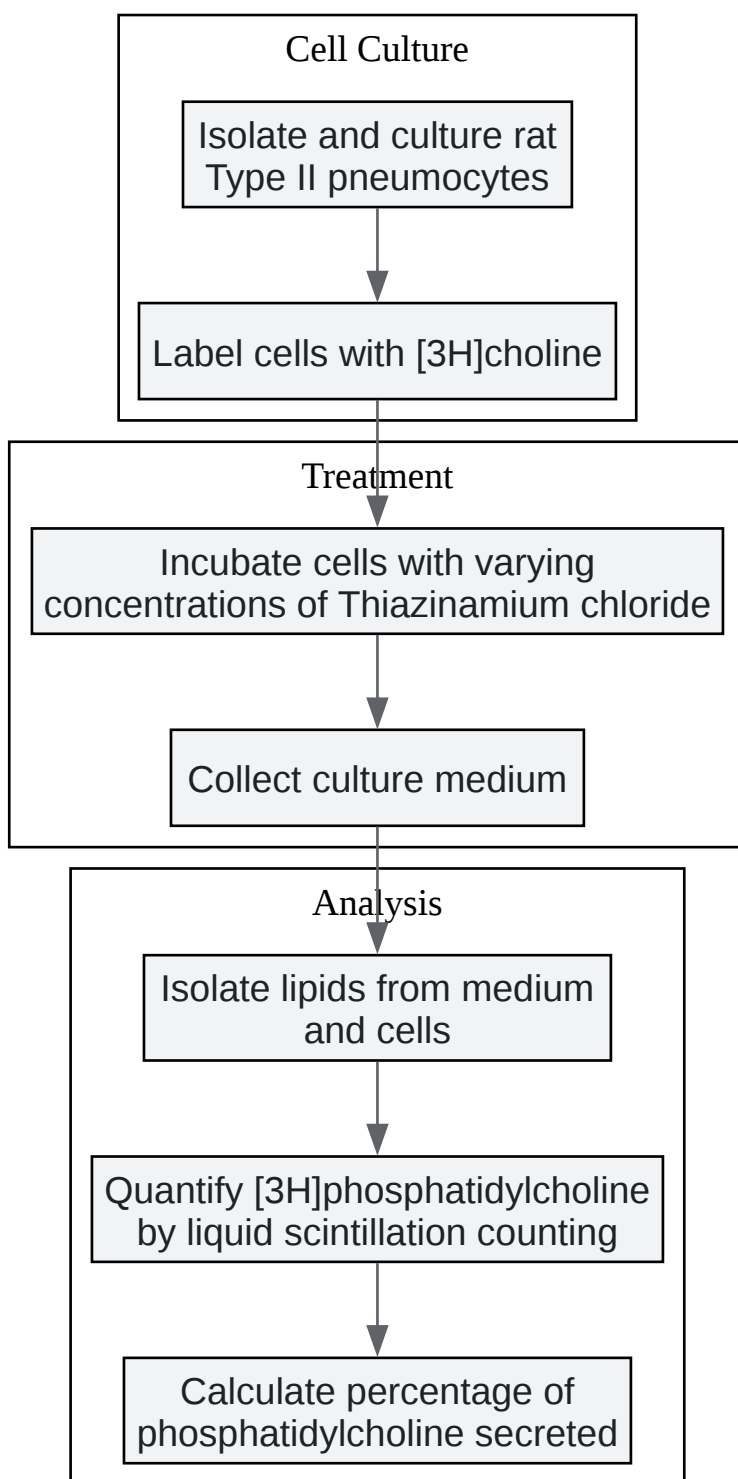 Cell Culture
Isolate and culture rat
Type II pneumocytes
Label cells with [3H]choline
Treatment
Incubate cells with varying
concentrations of Thiazinamium chloride
Collect culture medium
Analysis
Isolate lipids from medium
and cells
Quantify [3H]phosphatidylcholine
by liquid scintillation counting
Calculate percentage of
phosphatidylcholine secreted